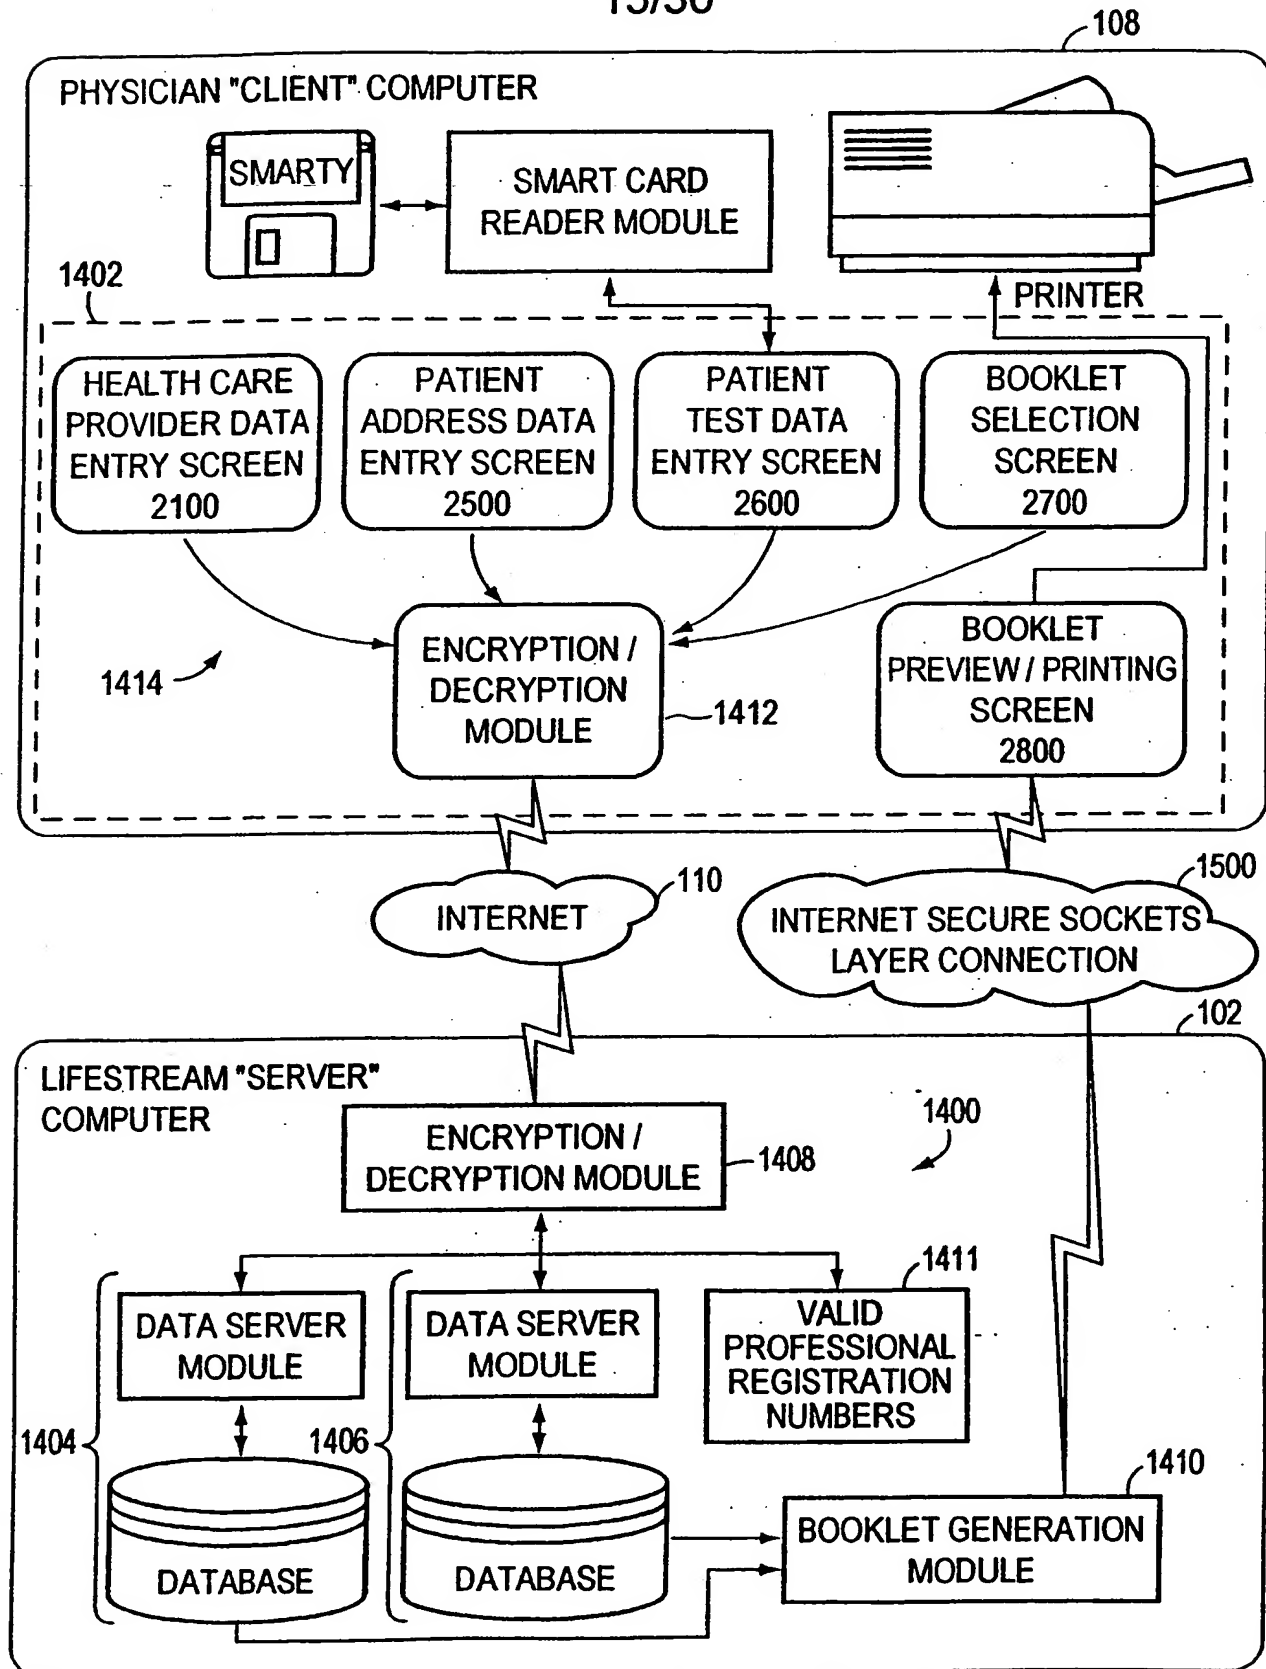 15/30
108
PHYSICIAN "CLIENT" COMPUTER
SMARTY
SMART CARD
READER MODULE
PRINTER
1402
HEALTH CARE
PROVIDER DATA
ENTRY SCREEN
2100
PATIENT
ADDRESS DATA
ENTRY SCREEN
2500
PATIENT
TEST DATA
ENTRY SCREEN
2600
BOOKLET
SELECTION
SCREEN
2700
1414
ENCRYPTION /
DECRYPTION
MODULE
1412
BOOKLET
PREVIEW / PRINTING
SCREEN
2800
INTERNET
110
INTERNET SECURE SOCKETS
LAYER CONNECTION
1500
102
LIFESTREAM "SERVER"
COMPUTER
ENCRYPTION /
DECRYPTION MODULE
1408
1400
DATA SERVER
MODULE
DATA SERVER
MODULE
1411
VALID
PROFESSIONAL
REGISTRATION
NUMBERS
1404
1406
DATABASE
DATABASE
1410
BOOKLET GENERATION
MODULE